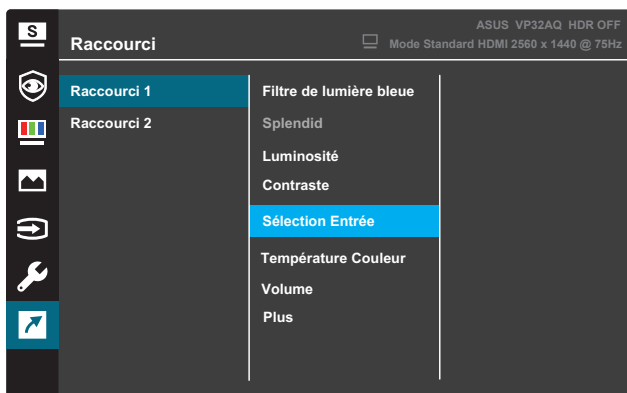 S
ASUS VP32AQ HDR OFF
Raccourci
Mode Standard HDMI 2560 x 1440 @ 75Hz
Raccourci 1
Filtre de lumière bleue
Raccourci 2
Splendid
Luminosité
Contraste
Sélection Entrée
Température Couleur
Volume
Plus